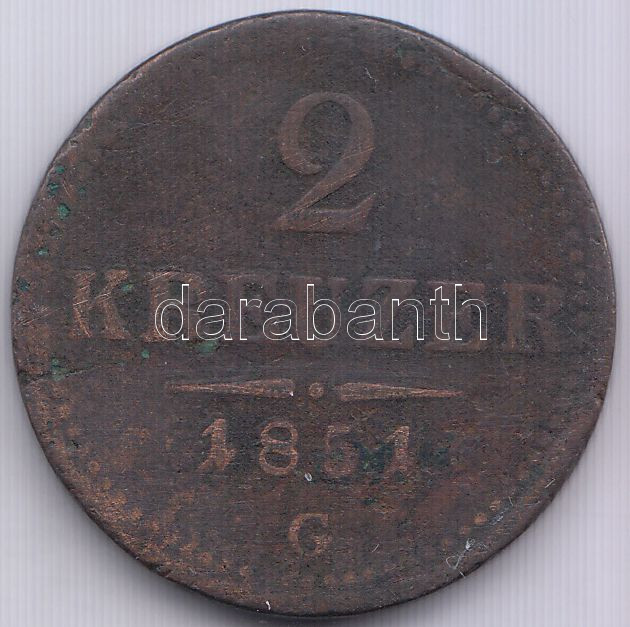 2
KREUZER
darabanth
1851
G